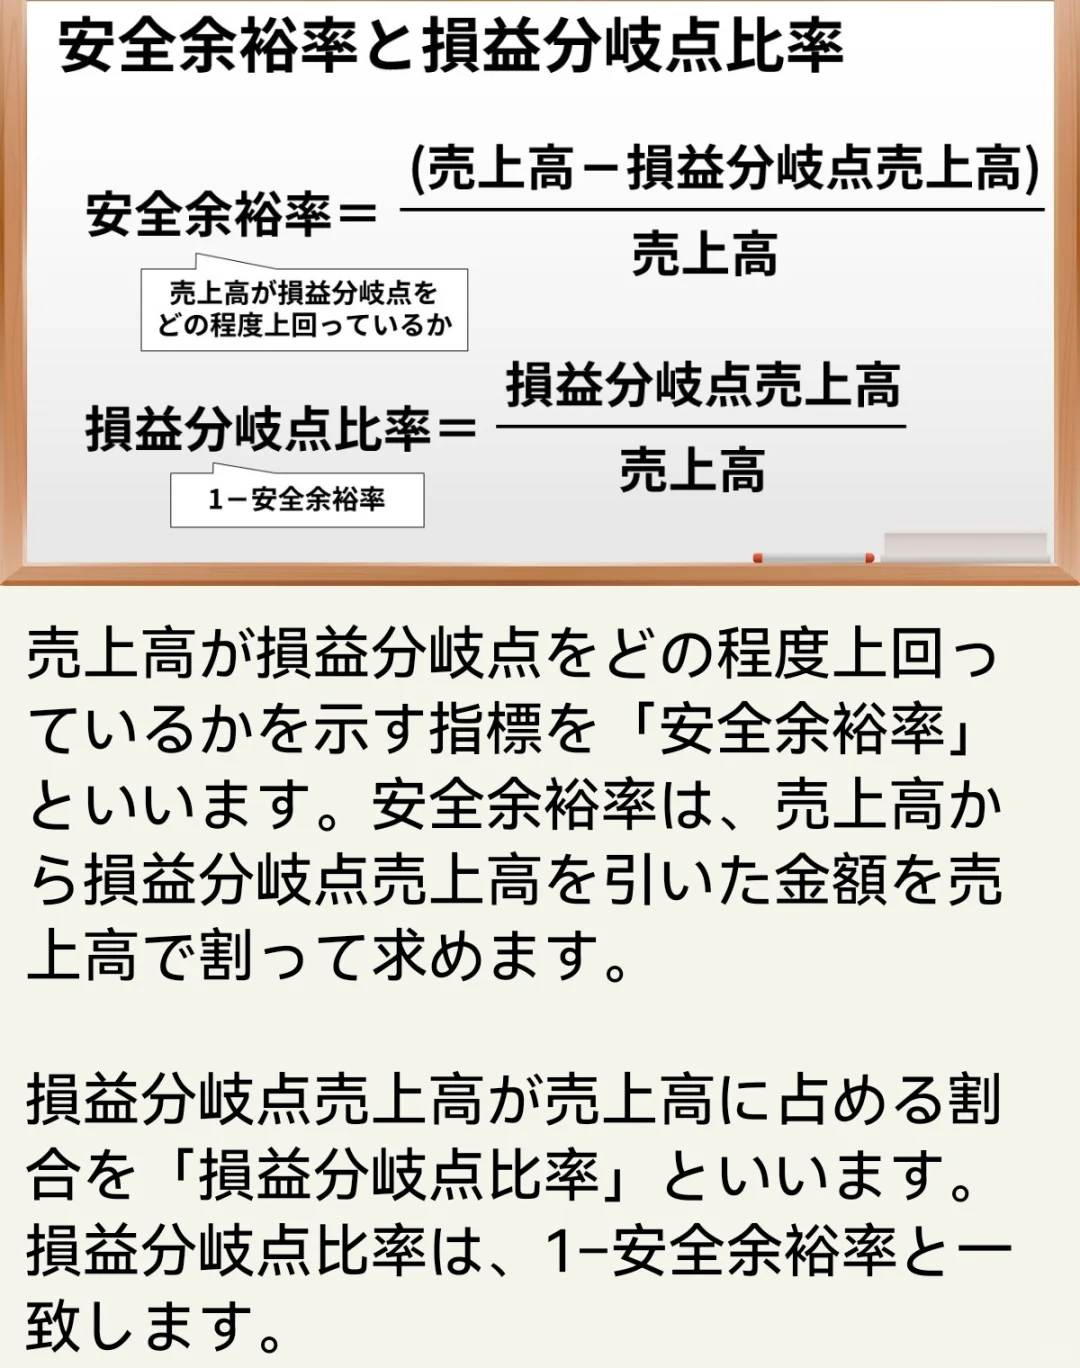 安全余裕率と損益分岐点比率
(売上高－損益分岐点売上高)
安全余裕率＝
売上高
売上高が損益分岐点を
どの程度上回っているか
損益分岐点売上高
損益分岐点比率＝
売上高
1－安全余裕率
売上高が損益分岐点をどの程度上回っ
ているかを示す指標を「安全余裕率」
といいます。安全余裕率は、売上高か
ら損益分岐点売上高を引いた金額を売
上高で割って求めます。
損益分岐点売上高が売上高に占める割
合を「損益分岐点比率」といいます。
損益分岐点比率は、1−安全余裕率と一
致します。